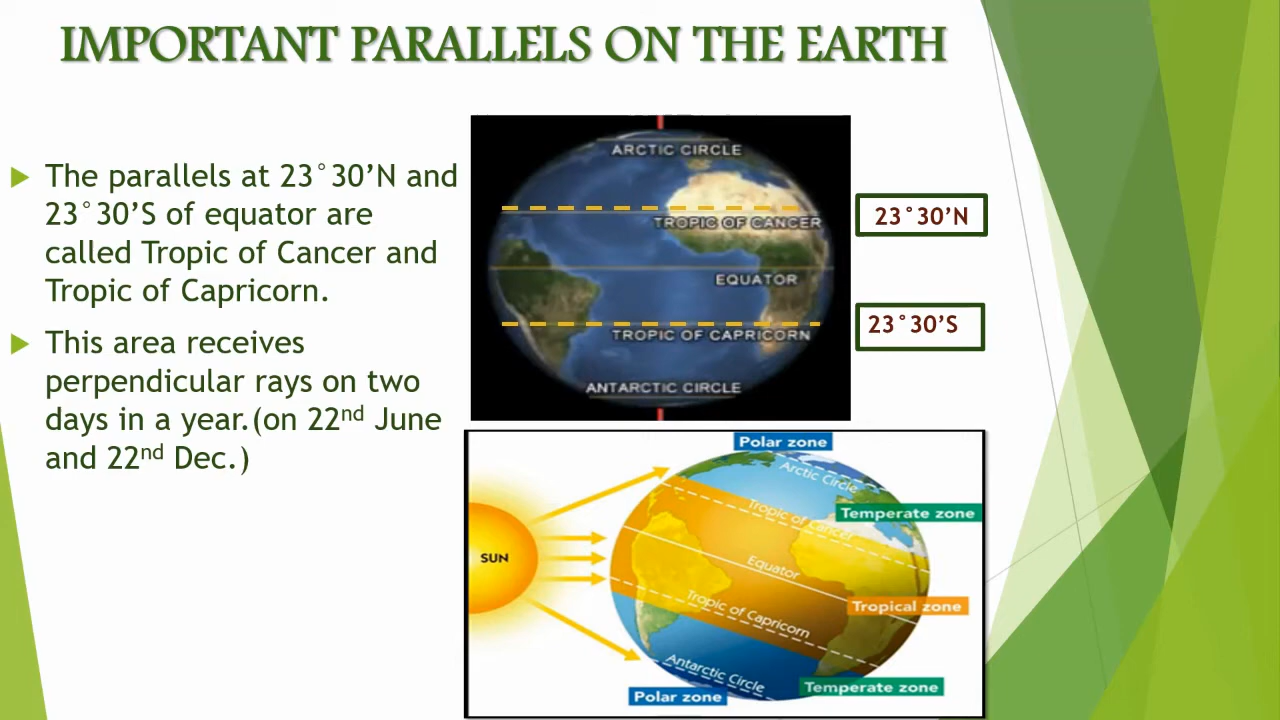 IMPORTANT PARALLELS ON THE EARTH
The parallels at 23°30’N and
23°30’S of equator are
called Tropic of Cancer and
Tropic of Capricorn.
This area receives
perpendicular rays on two
days in a year.(on 22nd June
and 22nd Dec.)
ARCTIC CIRCLE
TROPIC OF CANCER
EQUATOR
TROPIC OF CAPRICORN
ANTARCTIC CIRCLE
23°30’N
23°30’S
Polar zone
Arctic Circle
Temperate zone
Tropic of Cancer
SUN
Equator
Tropical zone
Tropic of Capricorn
Antarctic Circle
Temperate zone
Polar zone